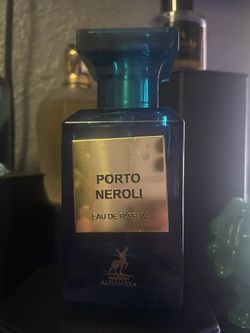 PORTO
NEROLI
EAU DE PARFUM
MAISON
ALHAMBRA